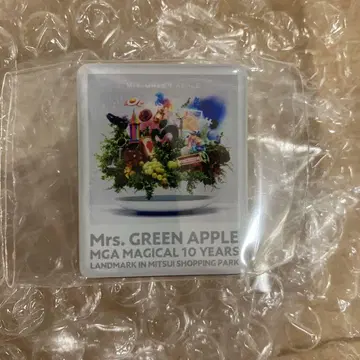 Mrs. GREEN APPLE
MGA MAGICAL 10 YEARS
LANDMARK IN MITSUI SHOPPING PARK